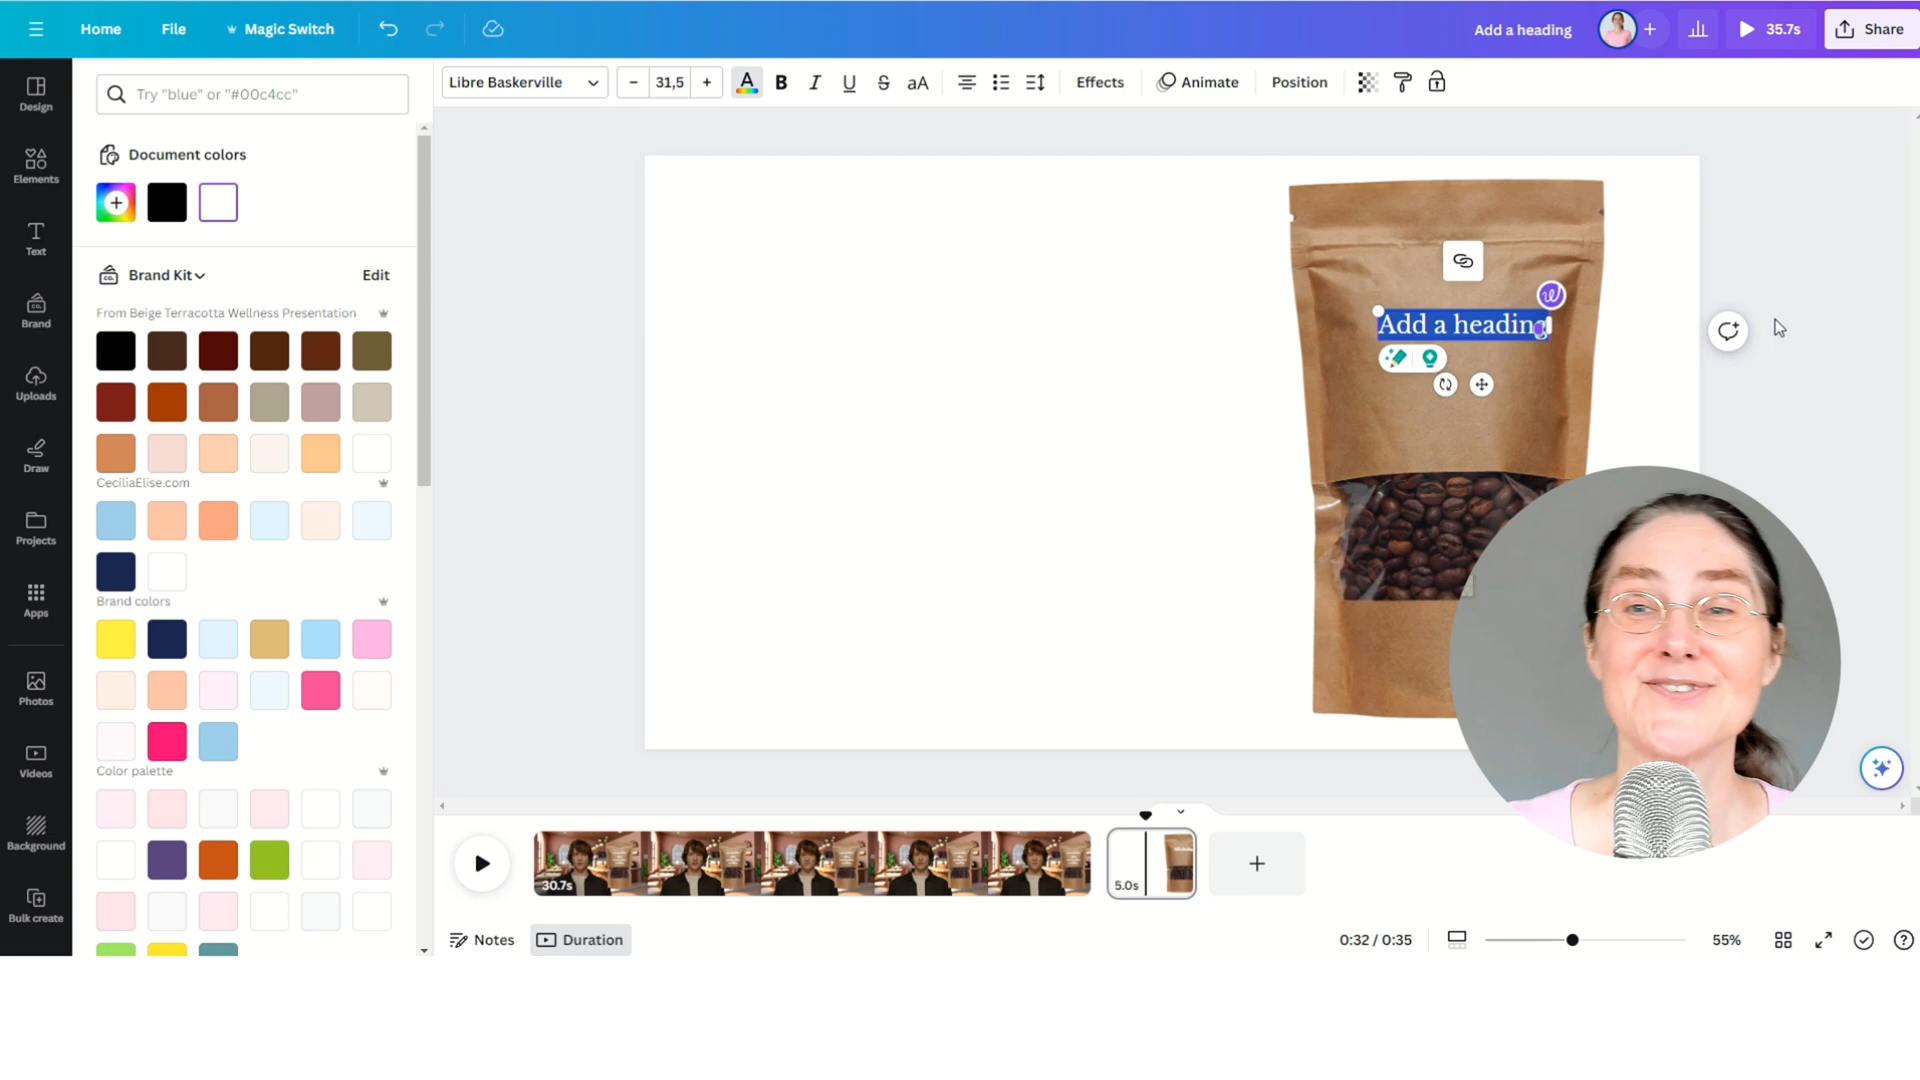 Home
File
Magic Switch
Add a heading
35.7s
Share
Design
Elements
Text
Brand
Uploads
Draw
Projects
Apps
Photos
Videos
Background
Bulk create
Try "blue" or "#00c4cc"
Document colors
Brand Kit
Edit
From Beige Terracotta Wellness Presentation
CeciliaElise.com
Brand colors
Color palette
Libre Baskerville
31,5
A
B
I
U
S
aA
Effects
Animate
Position
Add a heading
30.7s
5.0s
Notes
Duration
0:32 / 0:35
55%